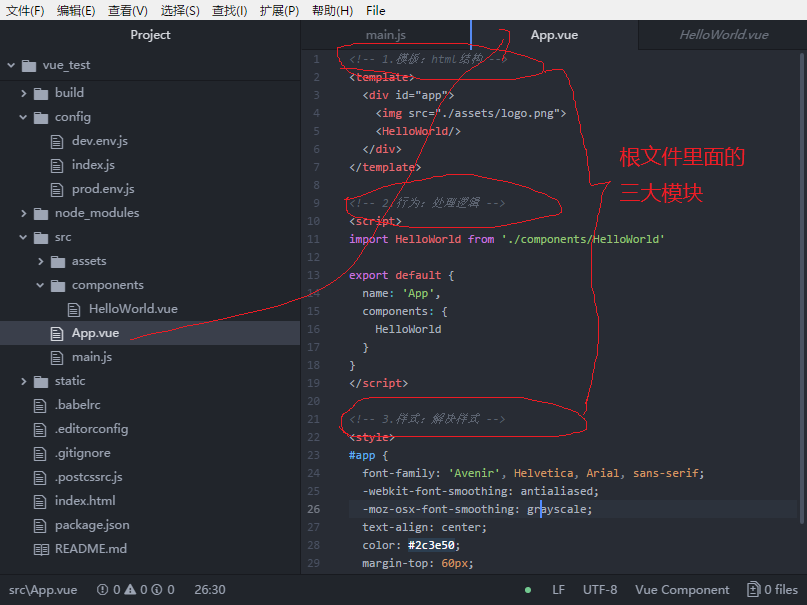 文件(F) 编辑(E) 查看(V) 选择(S) 查找(I) 扩展(P) 帮助(H) File
Project
main.js App.vue HelloWorld.vue
vue_test
build
config
dev.env.js
index.js
prod.env.js
node_modules
src
assets
components
HelloWorld.vue
App.vue
main.js
static
.babelrc
.editorconfig
.gitignore
.postcssrc.js
index.html
package.json
README.md
1 <!-- 1.模板：html结构 -->
2 <template>
3 <div id="app">
4 <img src="./assets/logo.png">
5 <HelloWorld/>
6 </div>
7 </template>
8
9 <!-- 2.行为：处理逻辑 -->
10 <script>
11 import HelloWorld from './components/HelloWorld'
12
13 export default {
14 name: 'App',
15 components: {
16 HelloWorld
17 }
18 }
19 </script>
20
21 <!-- 3.样式：解决样式 -->
22 <style>
23 #app {
24 font-family: 'Avenir', Helvetica, Arial, sans-serif;
25 -webkit-font-smoothing: antialiased;
26 -moz-osx-font-smoothing: grayscale;
27 text-align: center;
28 color: #2c3e50;
29 margin-top: 60px;
根文件里面的
三大模块
src\App.vue 0 0 0 26:30 LF UTF-8 Vue Component 0 files